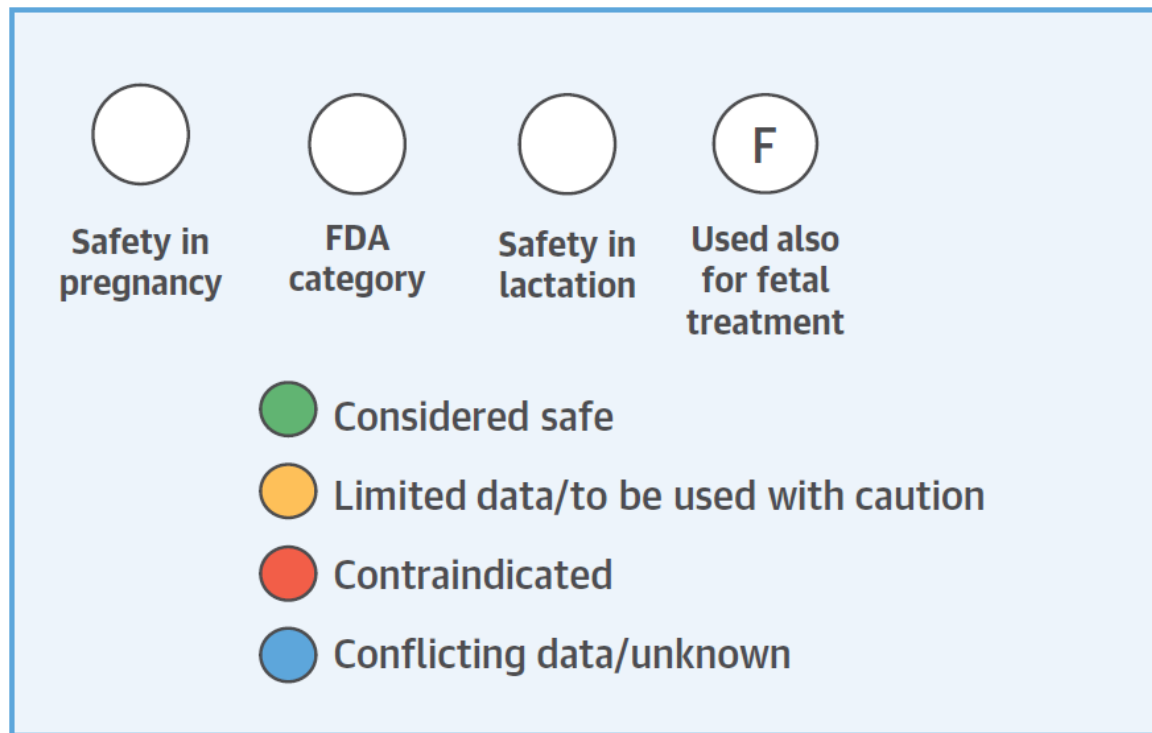 F
Safety in
pregnancy
FDA
category
Safety in
lactation
Used also
for fetal
treatment
Considered safe
Limited data/to be used with caution
Contraindicated
Conflicting data/unknown